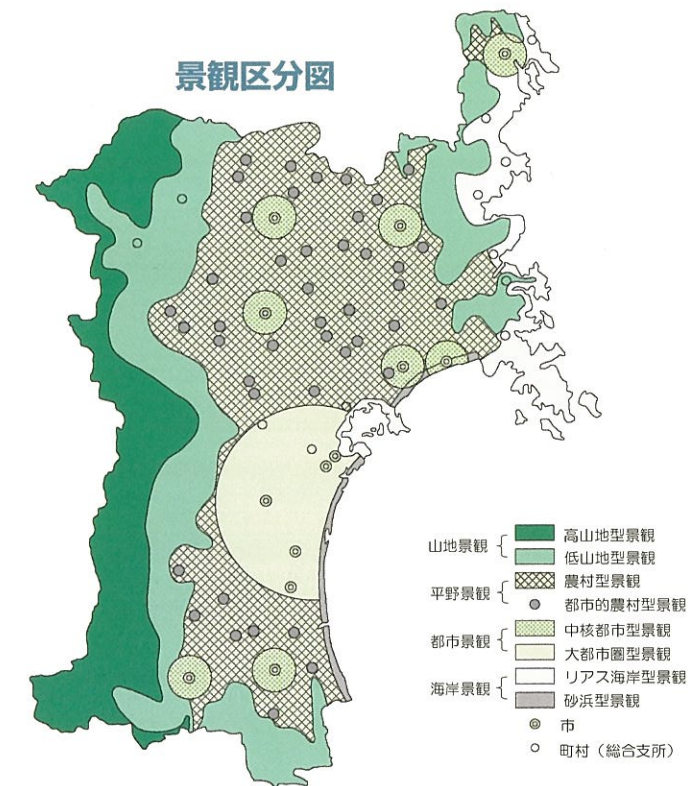 景観区分図
山地景観
高山地型景観
低山地型景観
平野景観
農村型景観
都市的農村型景観
都市景観
中核都市型景観
大都市圏型景観
海岸景観
リアス海岸型景観
砂浜型景観
市
町村（総合支所）